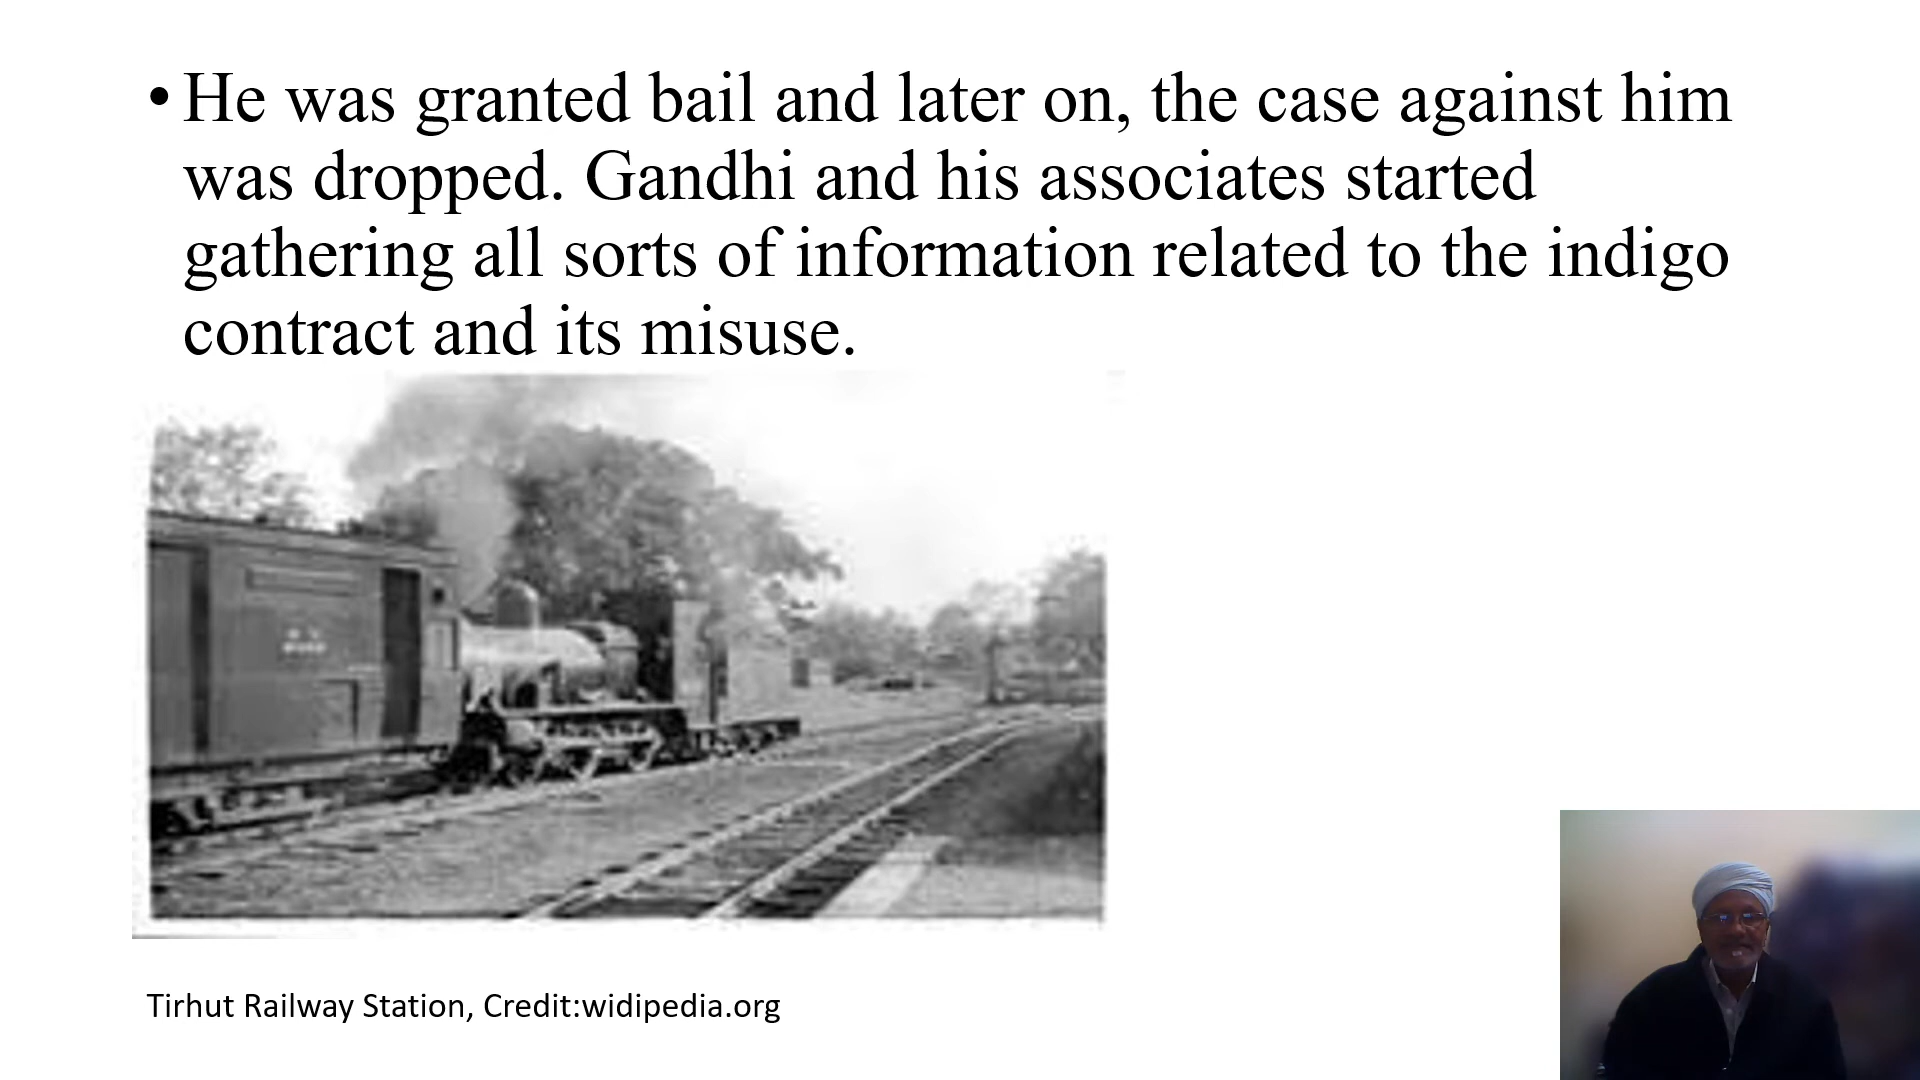 • He was granted bail and later on, the case against him
was dropped. Gandhi and his associates started
gathering all sorts of information related to the indigo
contract and its misuse.
Tirhut Railway Station, Credit:widipedia.org